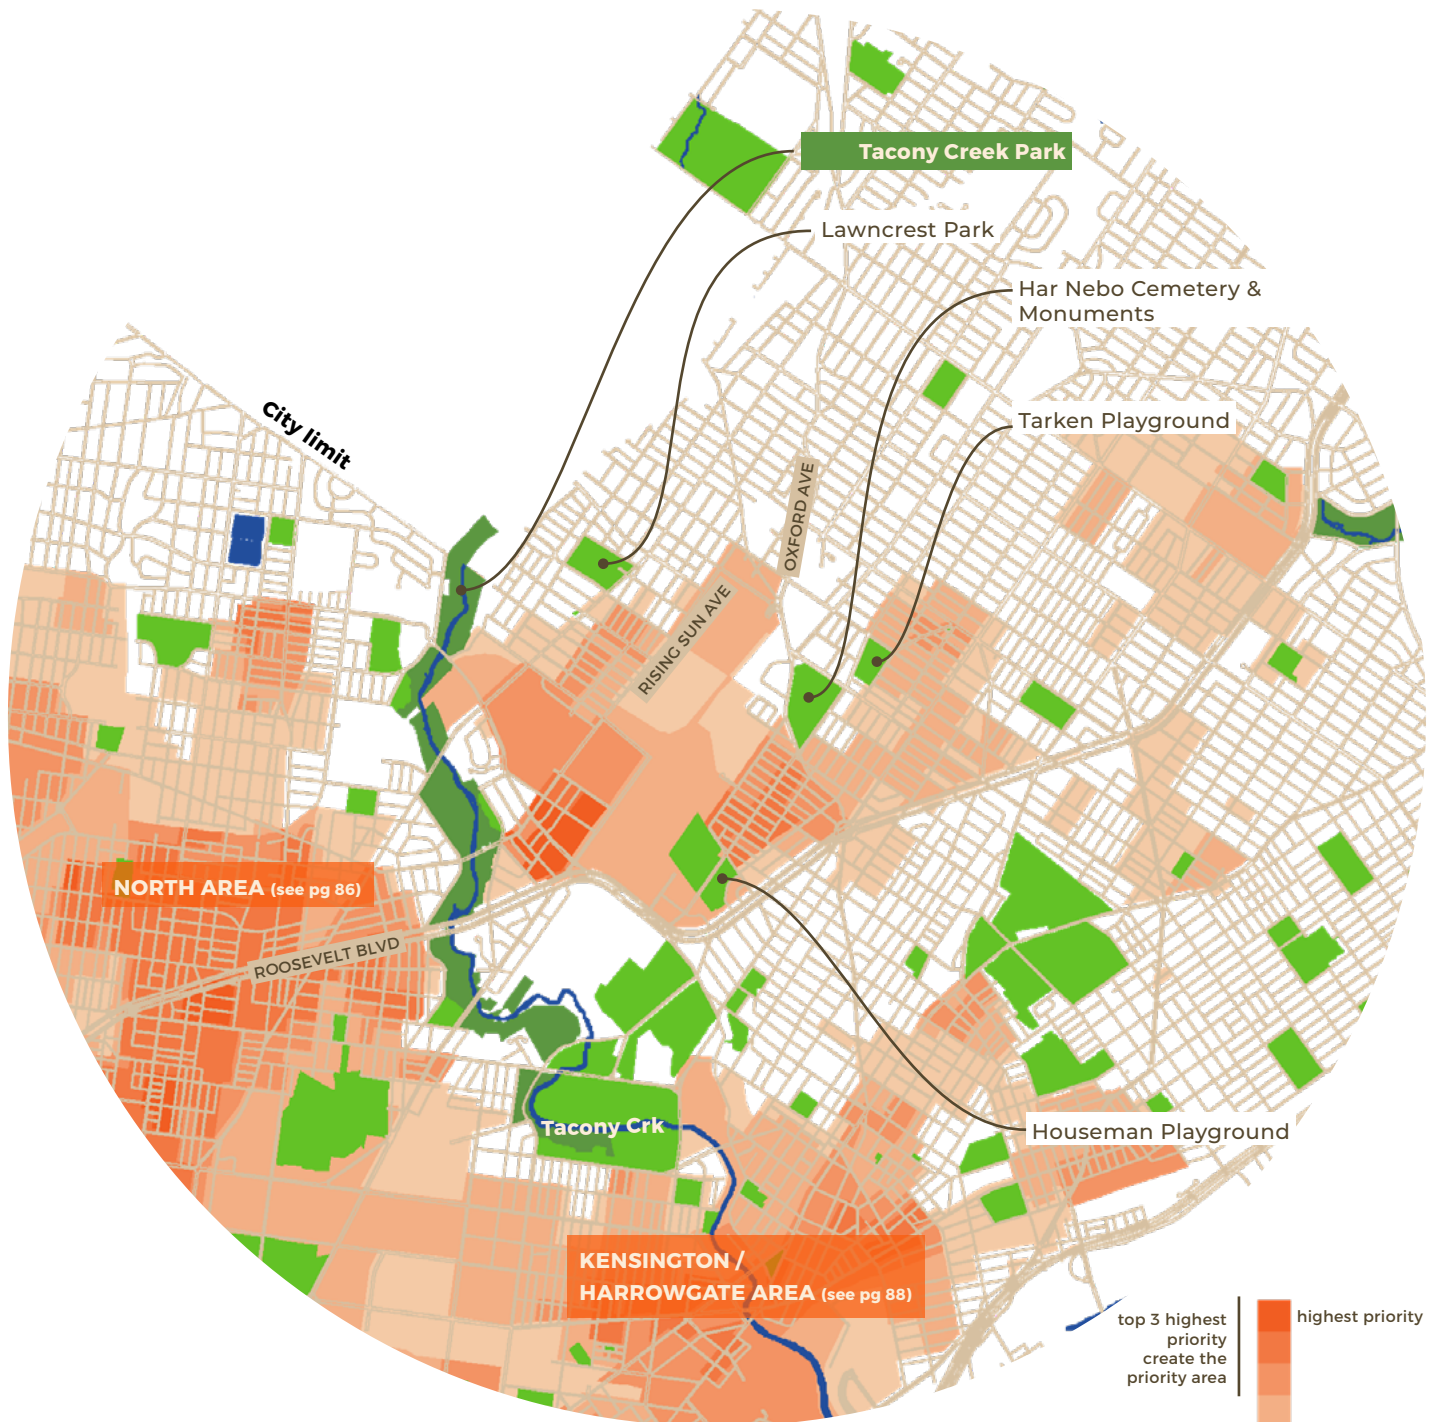 Tacony Creek Park
Lawncrest Park
Har Nebo Cemetery &
Monuments
City limit
Tarken Playground
OXFORD AVE
RISING SUN AVE
NORTH AREA (see pg 86)
ROOSEVELT BLVD
Tacony Crk
Houseman Playground
KENSINGTON /
HARROWGATE AREA (see pg 88)
top 3 highest
priority
create the
priority area
highest priority